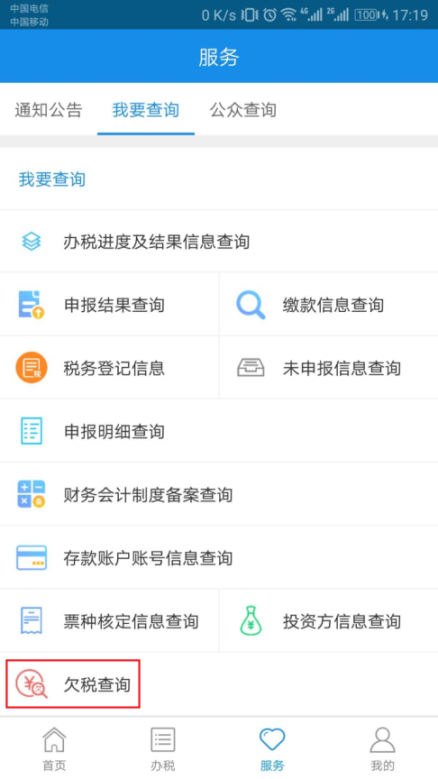 中国电信
中国移动
0 K/s 4G 2G 100 17:19
服务
通知公告 我要查询 公众查询
我要查询
办税进度及结果信息查询
申报结果查询 缴款信息查询
税务登记信息 未申报信息查询
申报明细查询
财务会计制度备案查询
存款账户账号信息查询
票种核定信息查询 投资方信息查询
欠税查询
首页 办税 服务 我的